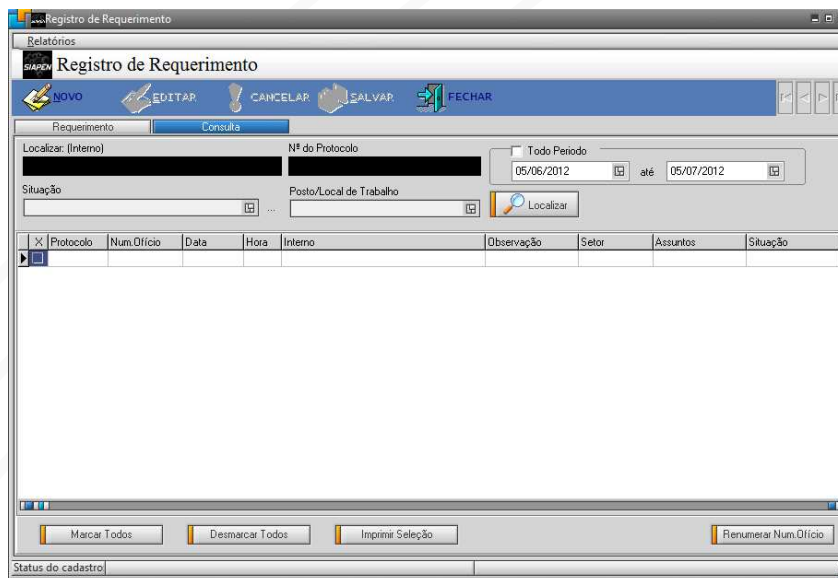 Registro de Requerimento
Relatórios
SIAPEN Registro de Requerimento
NOVO EDITAR CANCELAR SALVAR FECHAR
Requerimento Consulta
Localizar: (Interno) Nº do Protocolo Todo Periodo
05/06/2012 até 05/07/2012
Situação ... Posto/Local de Trabalho Localizar
X Protocolo Num.Ofício Data Hora Interno Observação Setor Assuntos Situação
Marcar Todos Desmarcar Todos Imprimir Seleção Renumerar Num.Ofício
Status do cadastro